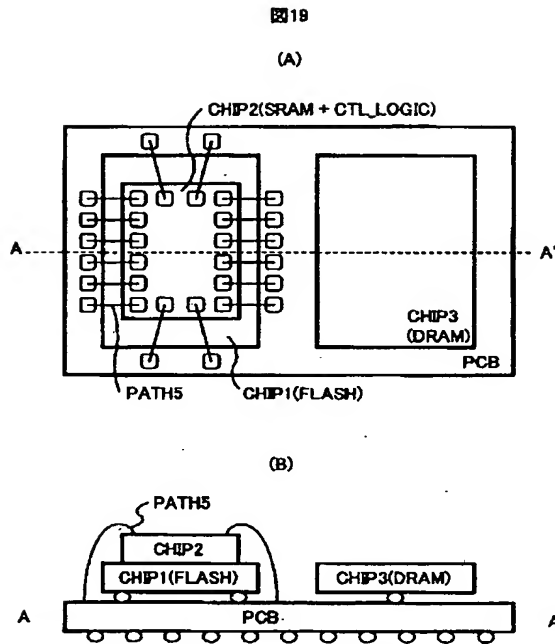 図19
(A)
CHIP2(SRAM + CTL_LOGIC)
A
A'
CHIP3
(DRAM)
PCB
PATH5
CHIP1(FLASH)
(B)
PATH5
CHIP2
CHIP1(FLASH)
CHIP3(DRAM)
A
PCB
A'